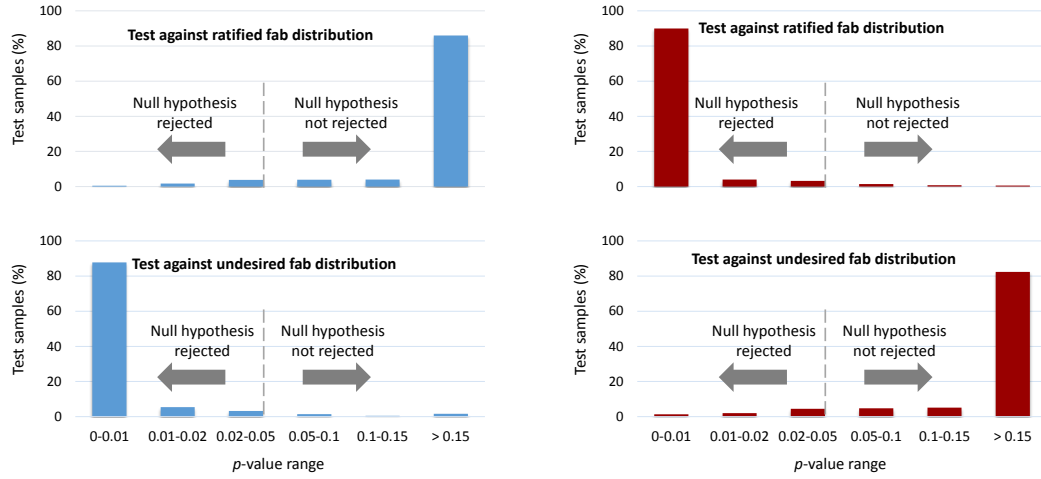 100
80
60
40
20
0
Test samples (%)
Test against ratified fab distribution
Null hypothesis
rejected
Null hypothesis
not rejected
100
80
60
40
20
0
Test samples (%)
Test against ratified fab distribution
Null hypothesis
rejected
Null hypothesis
not rejected
100
80
60
40
20
0
Test samples (%)
Test against undesired fab distribution
Null hypothesis
rejected
Null hypothesis
not rejected
0-0.01 0.01-0.02 0.02-0.05 0.05-0.1 0.1-0.15 > 0.15
p-value range
100
80
60
40
20
0
Test samples (%)
Test against undesired fab distribution
Null hypothesis
rejected
Null hypothesis
not rejected
0-0.01 0.01-0.02 0.02-0.05 0.05-0.1 0.1-0.15 > 0.15
p-value range